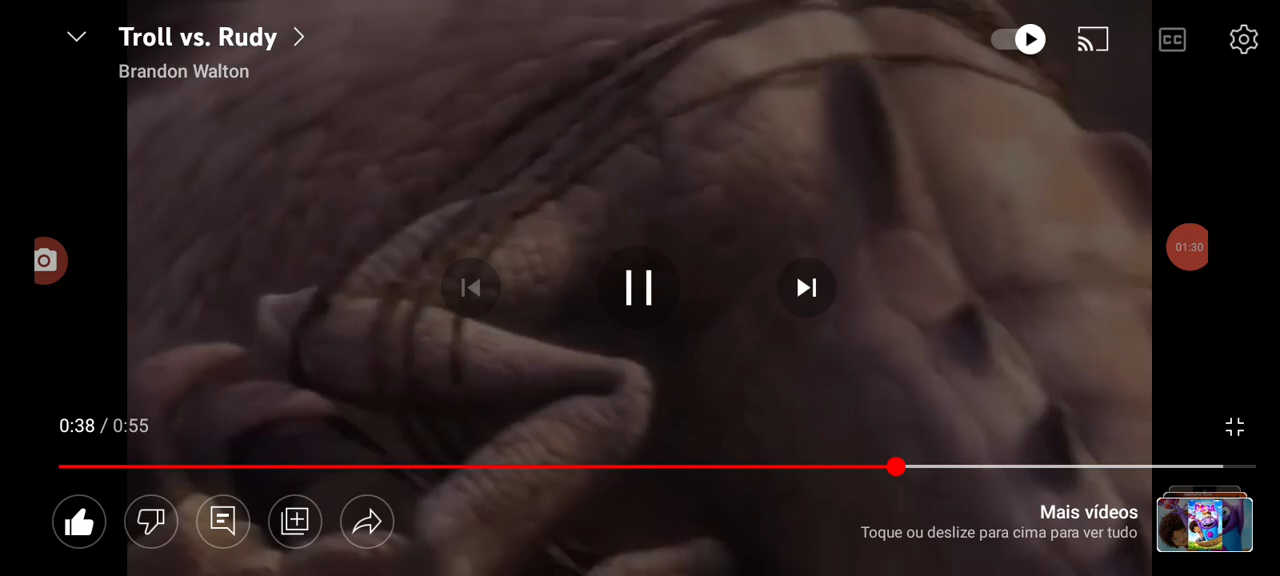 Troll vs. Rudy
Brandon Walton
CC
01:30
0:38 / 0:55
Mais vídeos
Toque ou deslize para cima para ver tudo